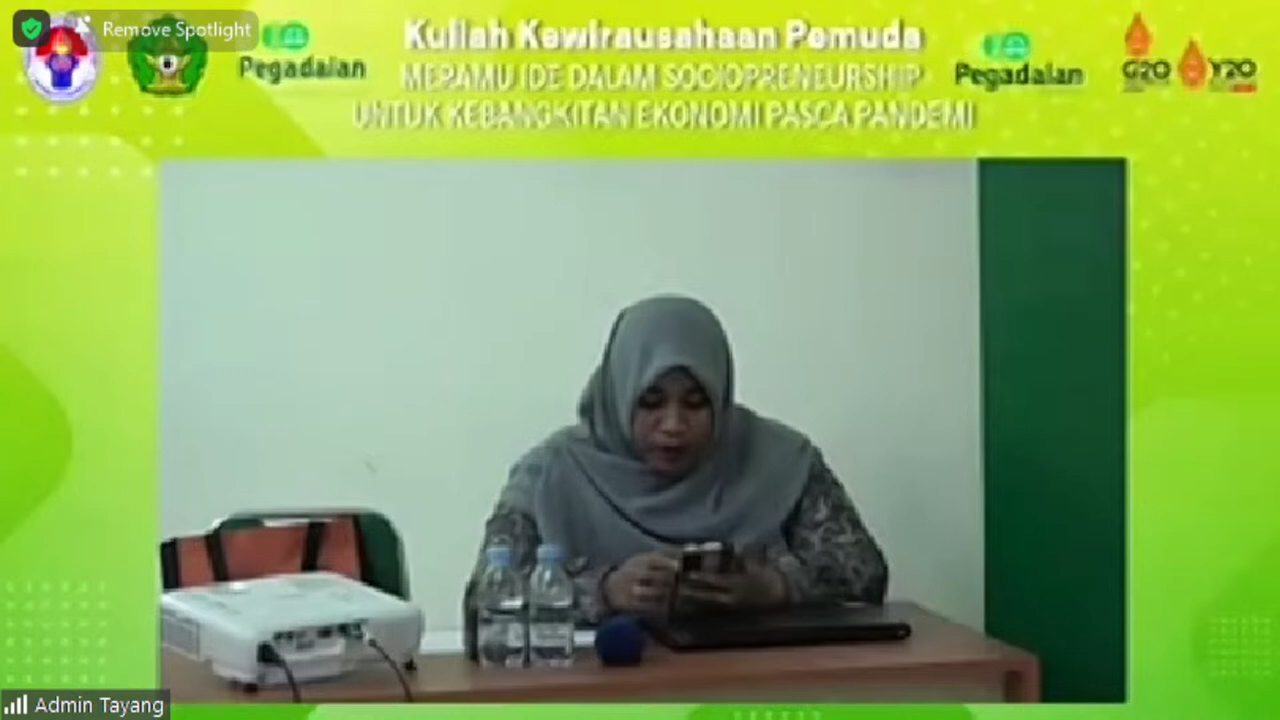 Remove Spotlight
Pegadaian
Kuliah Kewirausahaan Pemuda
MERAMU IDE DALAM SOCIOPRENEURSHIP
UNTUK KEBANGKITAN EKONOMI PASCA PANDEMI
Pegadaian
G20 Y20
Admin Tayang